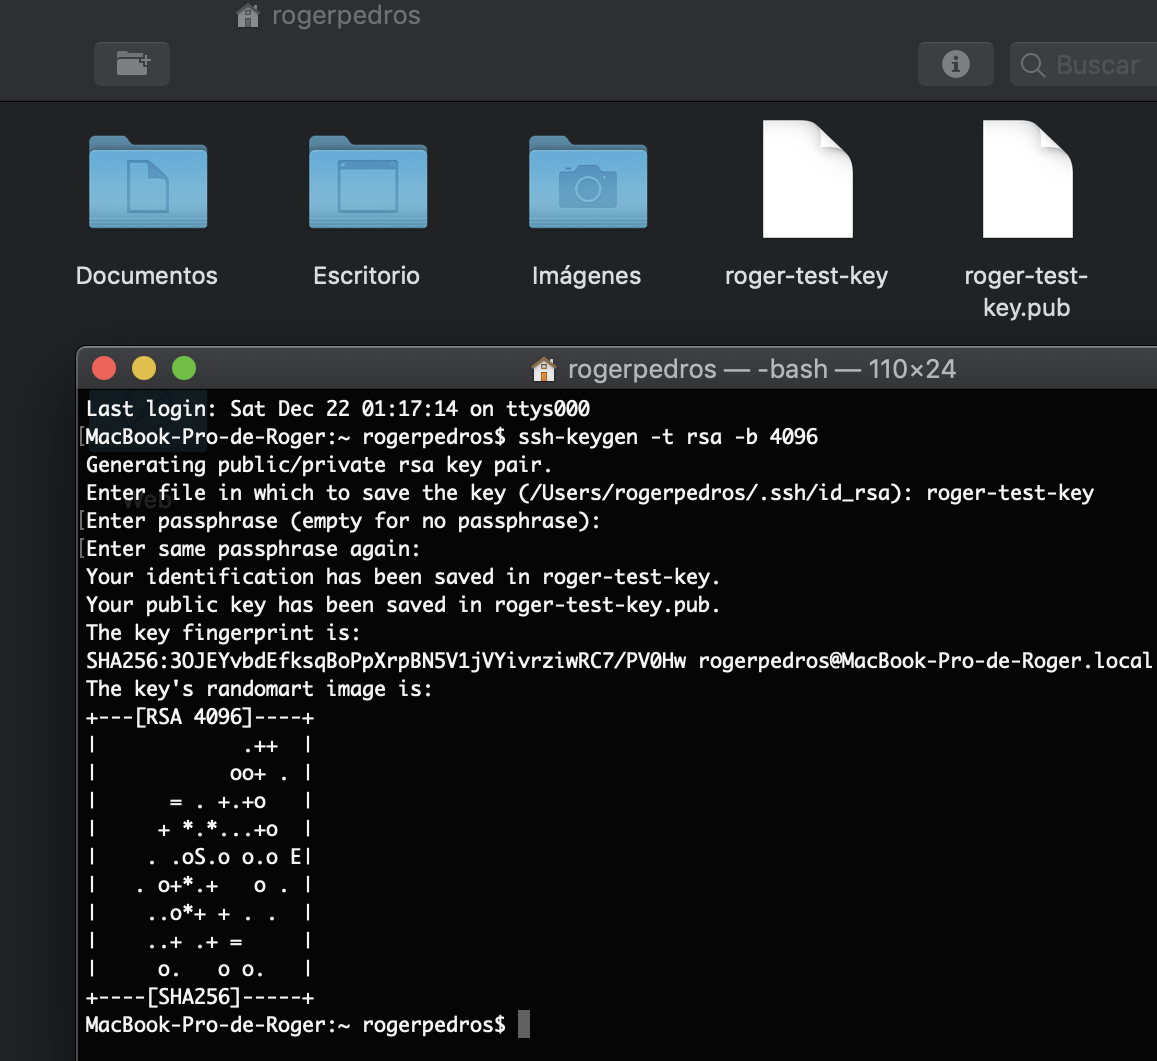 rogerpedros
Buscar
Documentos
Escritorio
Imágenes
roger-test-key
roger-test-
key.pub
rogerpedros — -bash — 110×24
Last login: Sat Dec 22 01:17:14 on ttys000
MacBook-Pro-de-Roger:~ rogerpedros$ ssh-keygen -t rsa -b 4096
Generating public/private rsa key pair.
Enter file in which to save the key (/Users/rogerpedros/.ssh/id_rsa): roger-test-key
Web
Enter passphrase (empty for no passphrase):
Enter same passphrase again:
Your identification has been saved in roger-test-key.
Your public key has been saved in roger-test-key.pub.
The key fingerprint is:
SHA256:3OJEYvbdEfksqBoPpXrpBN5V1jVYivrziwRC7/PV0Hw rogerpedros@MacBook-Pro-de-Roger.local
The key's randomart image is:
+---[RSA 4096]----+
|             .++  |
|            oo+ . |
|       = . +.+o   |
|      + *.*...+o  |
|     . .oS.o o.o E|
|    . o+*.+   o . |
|     ..o*+ + . .  |
|     ..+ .+ =     |
|      o.   o o.   |
+----[SHA256]-----+
MacBook-Pro-de-Roger:~ rogerpedros$